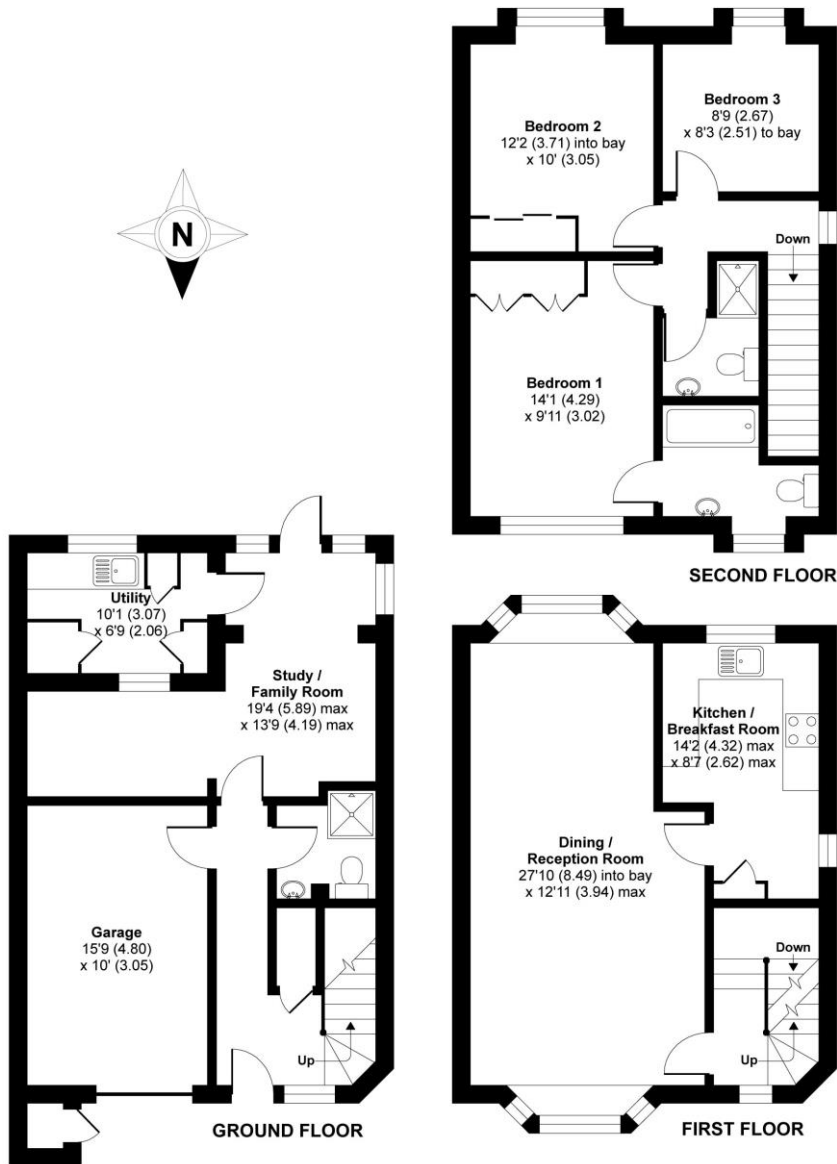 N
Bedroom 2
12'2 (3.71) into bay
x 10' (3.05)
Bedroom 3
8'9 (2.67)
x 8'3 (2.51) to bay
Down
Bedroom 1
14'1 (4.29)
x 9'11 (3.02)
SECOND FLOOR
Utility
10'1 (3.07)
x 6'9 (2.06)
Study /
Family Room
19'4 (5.89) max
x 13'9 (4.19) max
Garage
15'9 (4.80)
x 10' (3.05)
Up
GROUND FLOOR
Kitchen /
Breakfast Room
14'2 (4.32) max
x 8'7 (2.62) max
Dining /
Reception Room
27'10 (8.49) into bay
x 12'11 (3.94) max
Down
Up
FIRST FLOOR